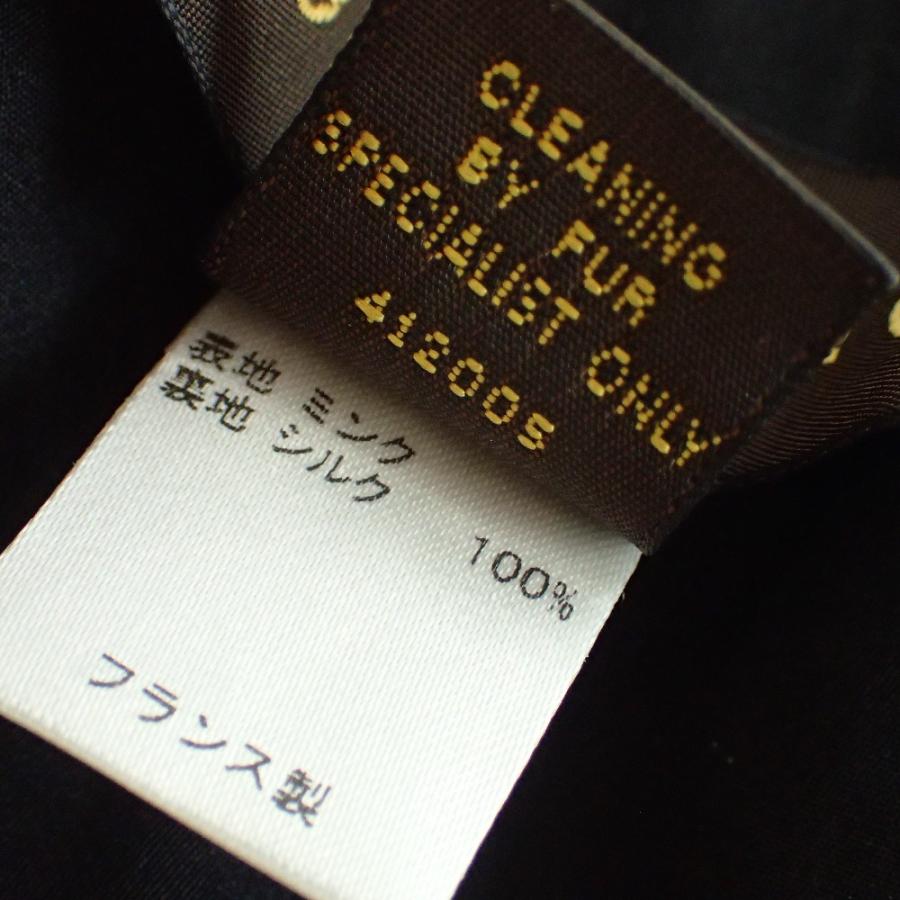 CLEANING
BY FUR
SPECIALIST ONLY
412005
表地 ミンク
裏地 シルク 100%
フランス製